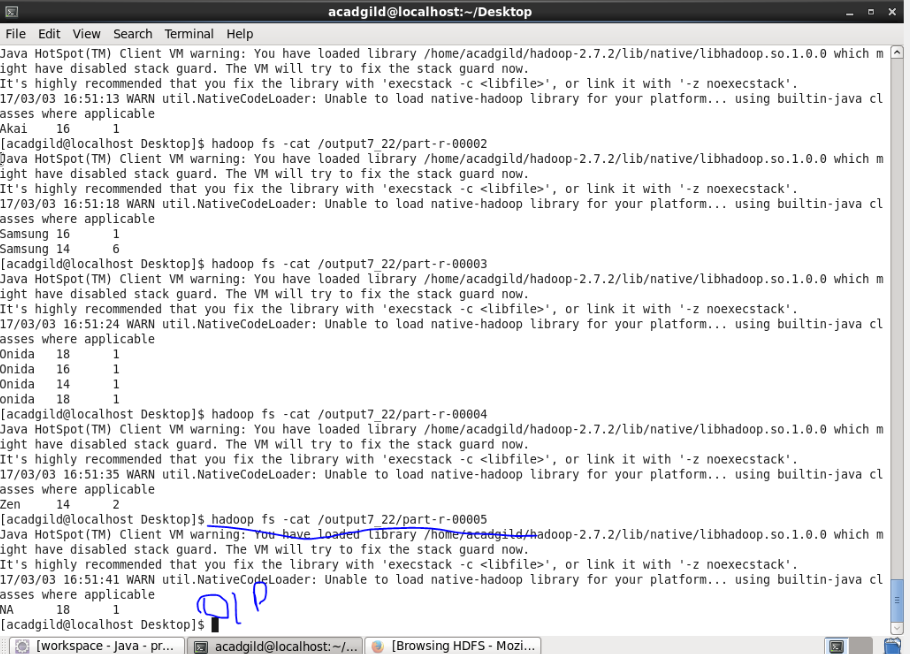 acadgild@localhost:~/Desktop
File Edit View Search Terminal Help
Java HotSpot(TM) Client VM warning: You have loaded library /home/acadgild/hadoop-2.7.2/lib/native/libhadoop.so.1.0.0 which m
ight have disabled stack guard. The VM will try to fix the stack guard now.
It's highly recommended that you fix the library with 'execstack -c <libfile>', or link it with '-z noexecstack'.
17/03/03 16:51:13 WARN util.NativeCodeLoader: Unable to load native-hadoop library for your platform... using builtin-java cl
asses where applicable
Akai 16 1
[acadgild@localhost Desktop]$ hadoop fs -cat /output7_22/part-r-00002
Java HotSpot(TM) Client VM warning: You have loaded library /home/acadgild/hadoop-2.7.2/lib/native/libhadoop.so.1.0.0 which m
ight have disabled stack guard. The VM will try to fix the stack guard now.
It's highly recommended that you fix the library with 'execstack -c <libfile>', or link it with '-z noexecstack'.
17/03/03 16:51:18 WARN util.NativeCodeLoader: Unable to load native-hadoop library for your platform... using builtin-java cl
asses where applicable
Samsung 16 1
Samsung 14 6
[acadgild@localhost Desktop]$ hadoop fs -cat /output7_22/part-r-00003
Java HotSpot(TM) Client VM warning: You have loaded library /home/acadgild/hadoop-2.7.2/lib/native/libhadoop.so.1.0.0 which m
ight have disabled stack guard. The VM will try to fix the stack guard now.
It's highly recommended that you fix the library with 'execstack -c <libfile>', or link it with '-z noexecstack'.
17/03/03 16:51:24 WARN util.NativeCodeLoader: Unable to load native-hadoop library for your platform... using builtin-java cl
asses where applicable
Onida 18 1
Onida 16 1
Onida 14 1
onida 18 1
[acadgild@localhost Desktop]$ hadoop fs -cat /output7_22/part-r-00004
Java HotSpot(TM) Client VM warning: You have loaded library /home/acadgild/hadoop-2.7.2/lib/native/libhadoop.so.1.0.0 which m
ight have disabled stack guard. The VM will try to fix the stack guard now.
It's highly recommended that you fix the library with 'execstack -c <libfile>', or link it with '-z noexecstack'.
17/03/03 16:51:35 WARN util.NativeCodeLoader: Unable to load native-hadoop library for your platform... using builtin-java cl
asses where applicable
Zen 14 2
[acadgild@localhost Desktop]$ hadoop fs -cat /output7_22/part-r-00005
Java HotSpot(TM) Client VM warning: You have loaded library /home/acadgild/hadoop-2.7.2/lib/native/libhadoop.so.1.0.0 which m
ight have disabled stack guard. The VM will try to fix the stack guard now.
It's highly recommended that you fix the library with 'execstack -c <libfile>', or link it with '-z noexecstack'.
17/03/03 16:51:41 WARN util.NativeCodeLoader: Unable to load native-hadoop library for your platform... using builtin-java cl
asses where applicable
NA 18 1
O/P
[acadgild@localhost Desktop]$
[workspace - Java - pr... acadgild@localhost:~/... [Browsing HDFS - Mozi...